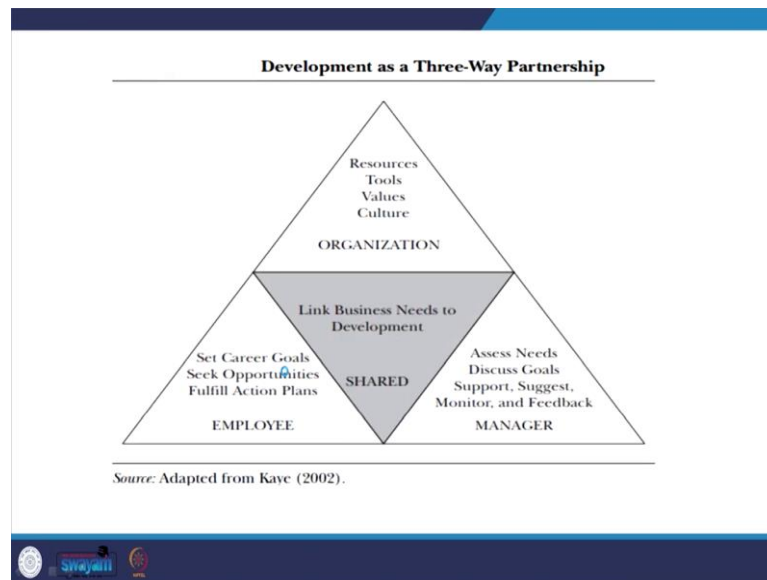 Development as a Three-Way Partnership
Resources
Tools
Values
Culture
ORGANIZATION
Link Business Needs to
Development
SHARED
Set Career Goals
Seek Opportunities
Fulfill Action Plans
EMPLOYEE
Assess Needs
Discuss Goals
Support, Suggest,
Monitor, and Feedback
MANAGER
Source: Adapted from Kaye (2002).
swayam